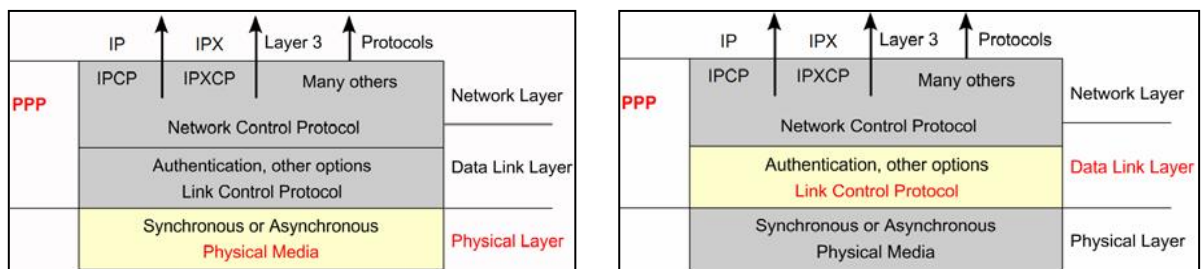 IP IPX Layer 3 Protocols
IPCP IPXCP Many others
PPP
Network Layer
Network Control Protocol
Authentication, other options
Data Link Layer
Link Control Protocol
Synchronous or Asynchronous
Physical Media
Physical Layer
IP IPX Layer 3 Protocols
IPCP IPXCP Many others
PPP
Network Layer
Network Control Protocol
Authentication, other options
Data Link Layer
Link Control Protocol
Synchronous or Asynchronous
Physical Media
Physical Layer